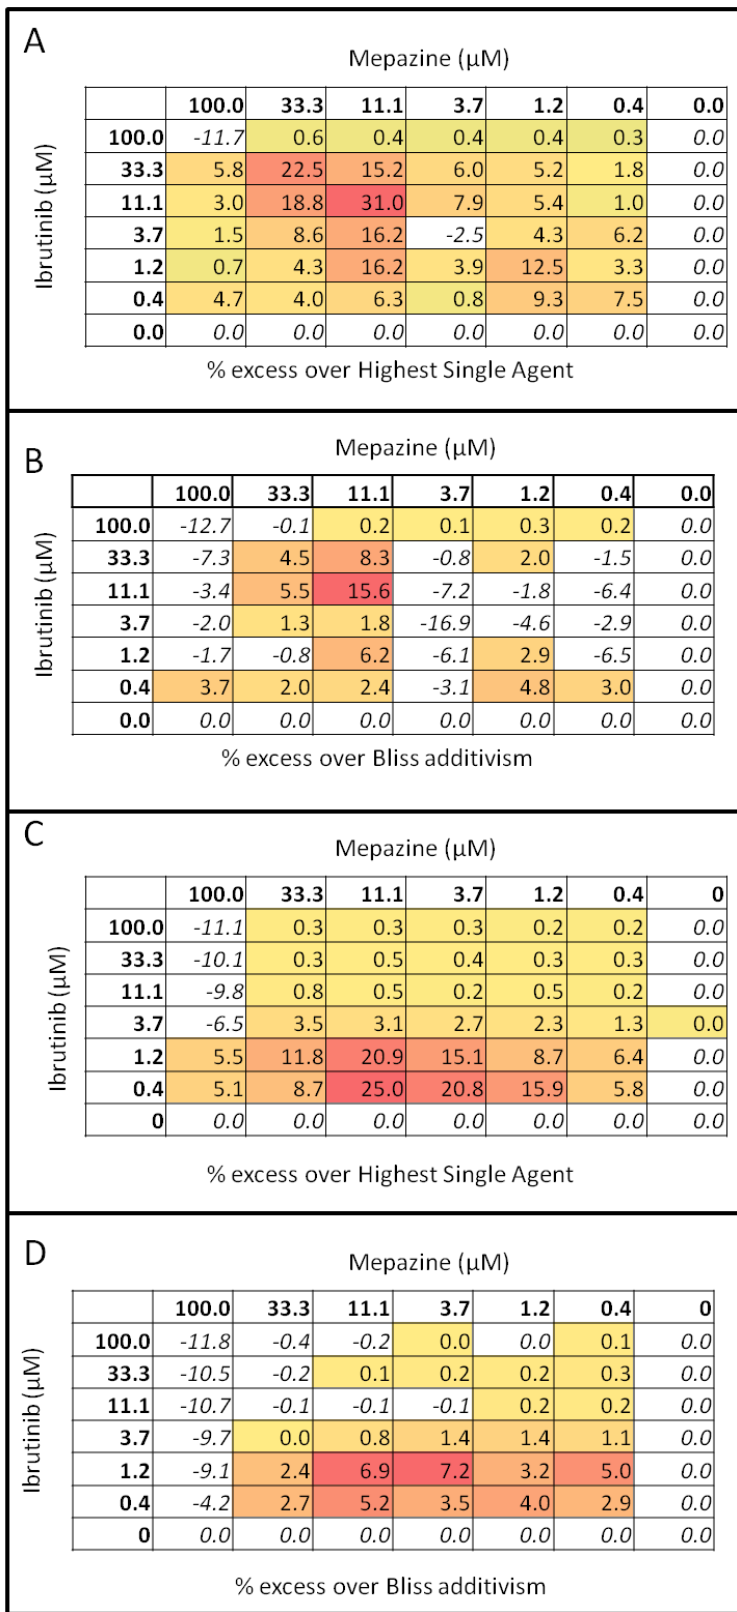 A
Mepazine (µM)
100.0 33.3 11.1 3.7 1.2 0.4 0.0
Ibrutinib (µM)
100.0 -11.7 0.6 0.4 0.4 0.4 0.3 0.0
33.3 5.8 22.5 15.2 6.0 5.2 1.8 0.0
11.1 3.0 18.8 31.0 7.9 5.4 1.0 0.0
3.7 1.5 8.6 16.2 -2.5 4.3 6.2 0.0
1.2 0.7 4.3 16.2 3.9 12.5 3.3 0.0
0.4 4.7 4.0 6.3 0.8 9.3 7.5 0.0
0.0 0.0 0.0 0.0 0.0 0.0 0.0 0.0
% excess over Highest Single Agent
B
Mepazine (µM)
100.0 33.3 11.1 3.7 1.2 0.4 0.0
Ibrutinib (µM)
100.0 -12.7 -0.1 0.2 0.1 0.3 0.2 0.0
33.3 -7.3 4.5 8.3 -0.8 2.0 -1.5 0.0
11.1 -3.4 5.5 15.6 -7.2 -1.8 -6.4 0.0
3.7 -2.0 1.3 1.8 -16.9 -4.6 -2.9 0.0
1.2 -1.7 -0.8 6.2 -6.1 2.9 -6.5 0.0
0.4 3.7 2.0 2.4 -3.1 4.8 3.0 0.0
0.0 0.0 0.0 0.0 0.0 0.0 0.0 0.0
% excess over Bliss additivism
C
Mepazine (µM)
100.0 33.3 11.1 3.7 1.2 0.4 0
Ibrutinib (µM)
100.0 -11.1 0.3 0.3 0.3 0.2 0.2 0.0
33.3 -10.1 0.3 0.5 0.4 0.3 0.3 0.0
11.1 -9.8 0.8 0.5 0.2 0.5 0.2 0.0
3.7 -6.5 3.5 3.1 2.7 2.3 1.3 0.0
1.2 5.5 11.8 20.9 15.1 8.7 6.4 0.0
0.4 5.1 8.7 25.0 20.8 15.9 5.8 0.0
0 0.0 0.0 0.0 0.0 0.0 0.0 0.0
% excess over Highest Single Agent
D
Mepazine (µM)
100.0 33.3 11.1 3.7 1.2 0.4 0
Ibrutinib (µM)
100.0 -11.8 -0.4 -0.2 0.0 0.0 0.1 0.0
33.3 -10.5 -0.2 0.1 0.2 0.2 0.3 0.0
11.1 -10.7 -0.1 -0.1 -0.1 0.2 0.2 0.0
3.7 -9.7 0.0 0.8 1.4 1.4 1.1 0.0
1.2 -9.1 2.4 6.9 7.2 3.2 5.0 0.0
0.4 -4.2 2.7 5.2 3.5 4.0 2.9 0.0
0 0.0 0.0 0.0 0.0 0.0 0.0 0.0
% excess over Bliss additivism